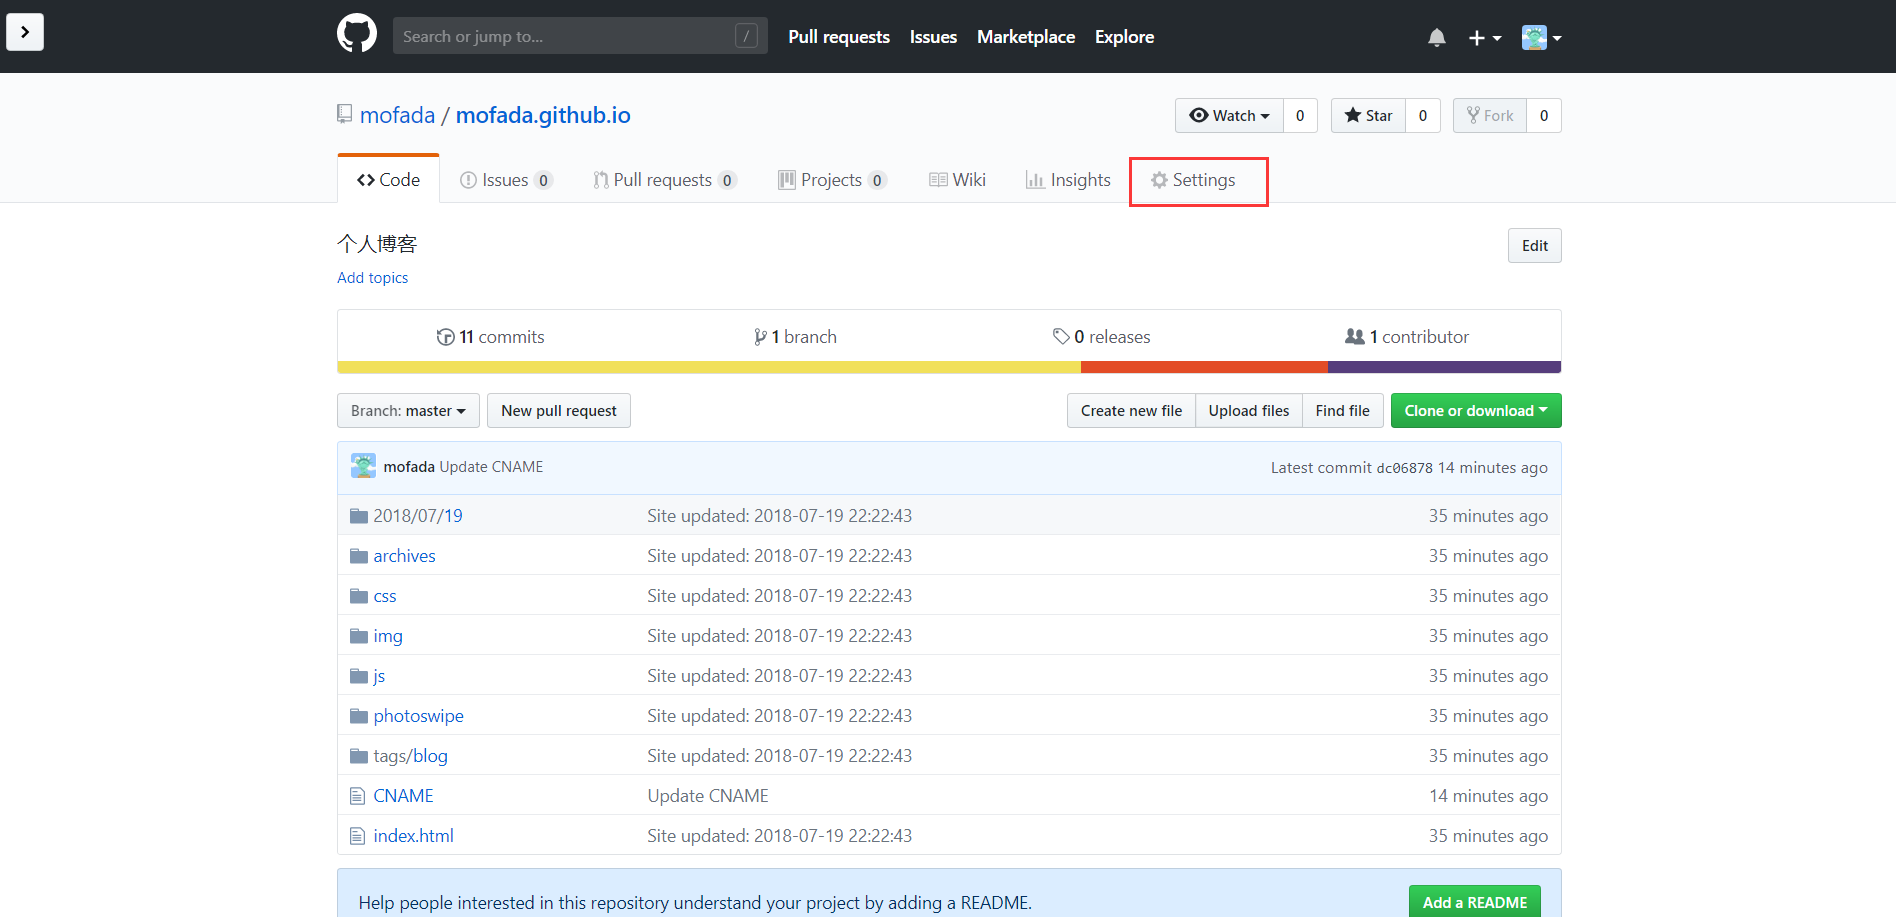 Search or jump to... / Pull requests Issues Marketplace Explore
mofada / mofada.github.io Watch 0 Star 0 Fork 0
Code Issues 0 Pull requests 0 Projects 0 Wiki Insights Settings
个人博客 Edit
Add topics
11 commits 1 branch 0 releases 1 contributor
Branch: master New pull request Create new file Upload files Find file Clone or download
mofada Update CNAME Latest commit dc06878 14 minutes ago
2018/07/19 Site updated: 2018-07-19 22:22:43 35 minutes ago
archives Site updated: 2018-07-19 22:22:43 35 minutes ago
css Site updated: 2018-07-19 22:22:43 35 minutes ago
img Site updated: 2018-07-19 22:22:43 35 minutes ago
js Site updated: 2018-07-19 22:22:43 35 minutes ago
photoswipe Site updated: 2018-07-19 22:22:43 35 minutes ago
tags/blog Site updated: 2018-07-19 22:22:43 35 minutes ago
CNAME Update CNAME 14 minutes ago
index.html Site updated: 2018-07-19 22:22:43 35 minutes ago
Help people interested in this repository understand your project by adding a README. Add a README